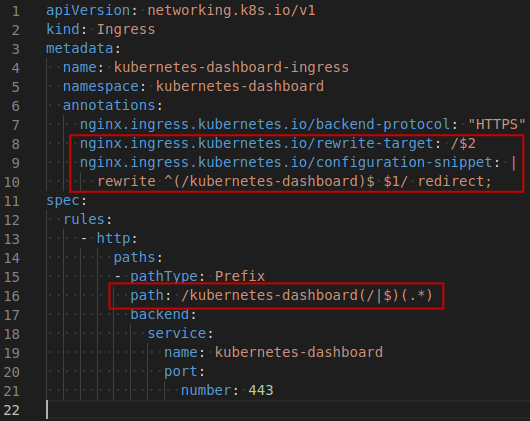 1 apiVersion: networking.k8s.io/v1
2 kind: Ingress
3 metadata:
4   name: kubernetes-dashboard-ingress
5   namespace: kubernetes-dashboard
6   annotations:
7     nginx.ingress.kubernetes.io/backend-protocol: "HTTPS"
8     nginx.ingress.kubernetes.io/rewrite-target: /$2
9     nginx.ingress.kubernetes.io/configuration-snippet: |
10       rewrite ^(/kubernetes-dashboard)$ $1/ redirect;
11 spec:
12   rules:
13     - http:
14         paths:
15         - pathType: Prefix
16           path: /kubernetes-dashboard(/|$)(.*)
17           backend:
18             service:
19               name: kubernetes-dashboard
20               port:
21                 number: 443
22